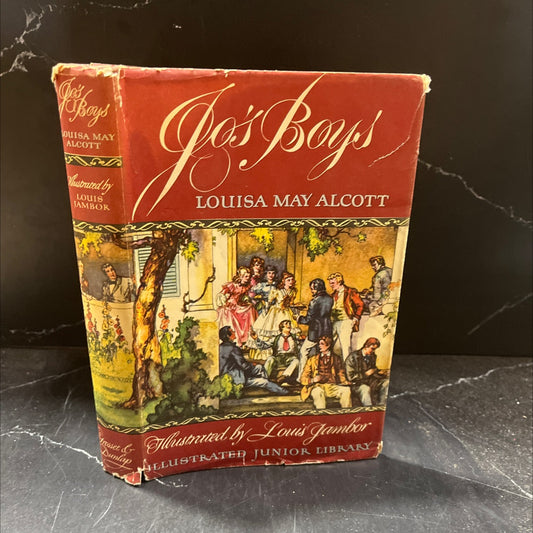 Jo's
Boys
LOUISA MAY
ALCOTT
Illustrated by
LOUIS
JAMBOR
Grosset &
Dunlap
Jo's Boys
LOUISA MAY ALCOTT
Illustrated by Louis Jambor
ILLUSTRATED JUNIOR LIBRARY